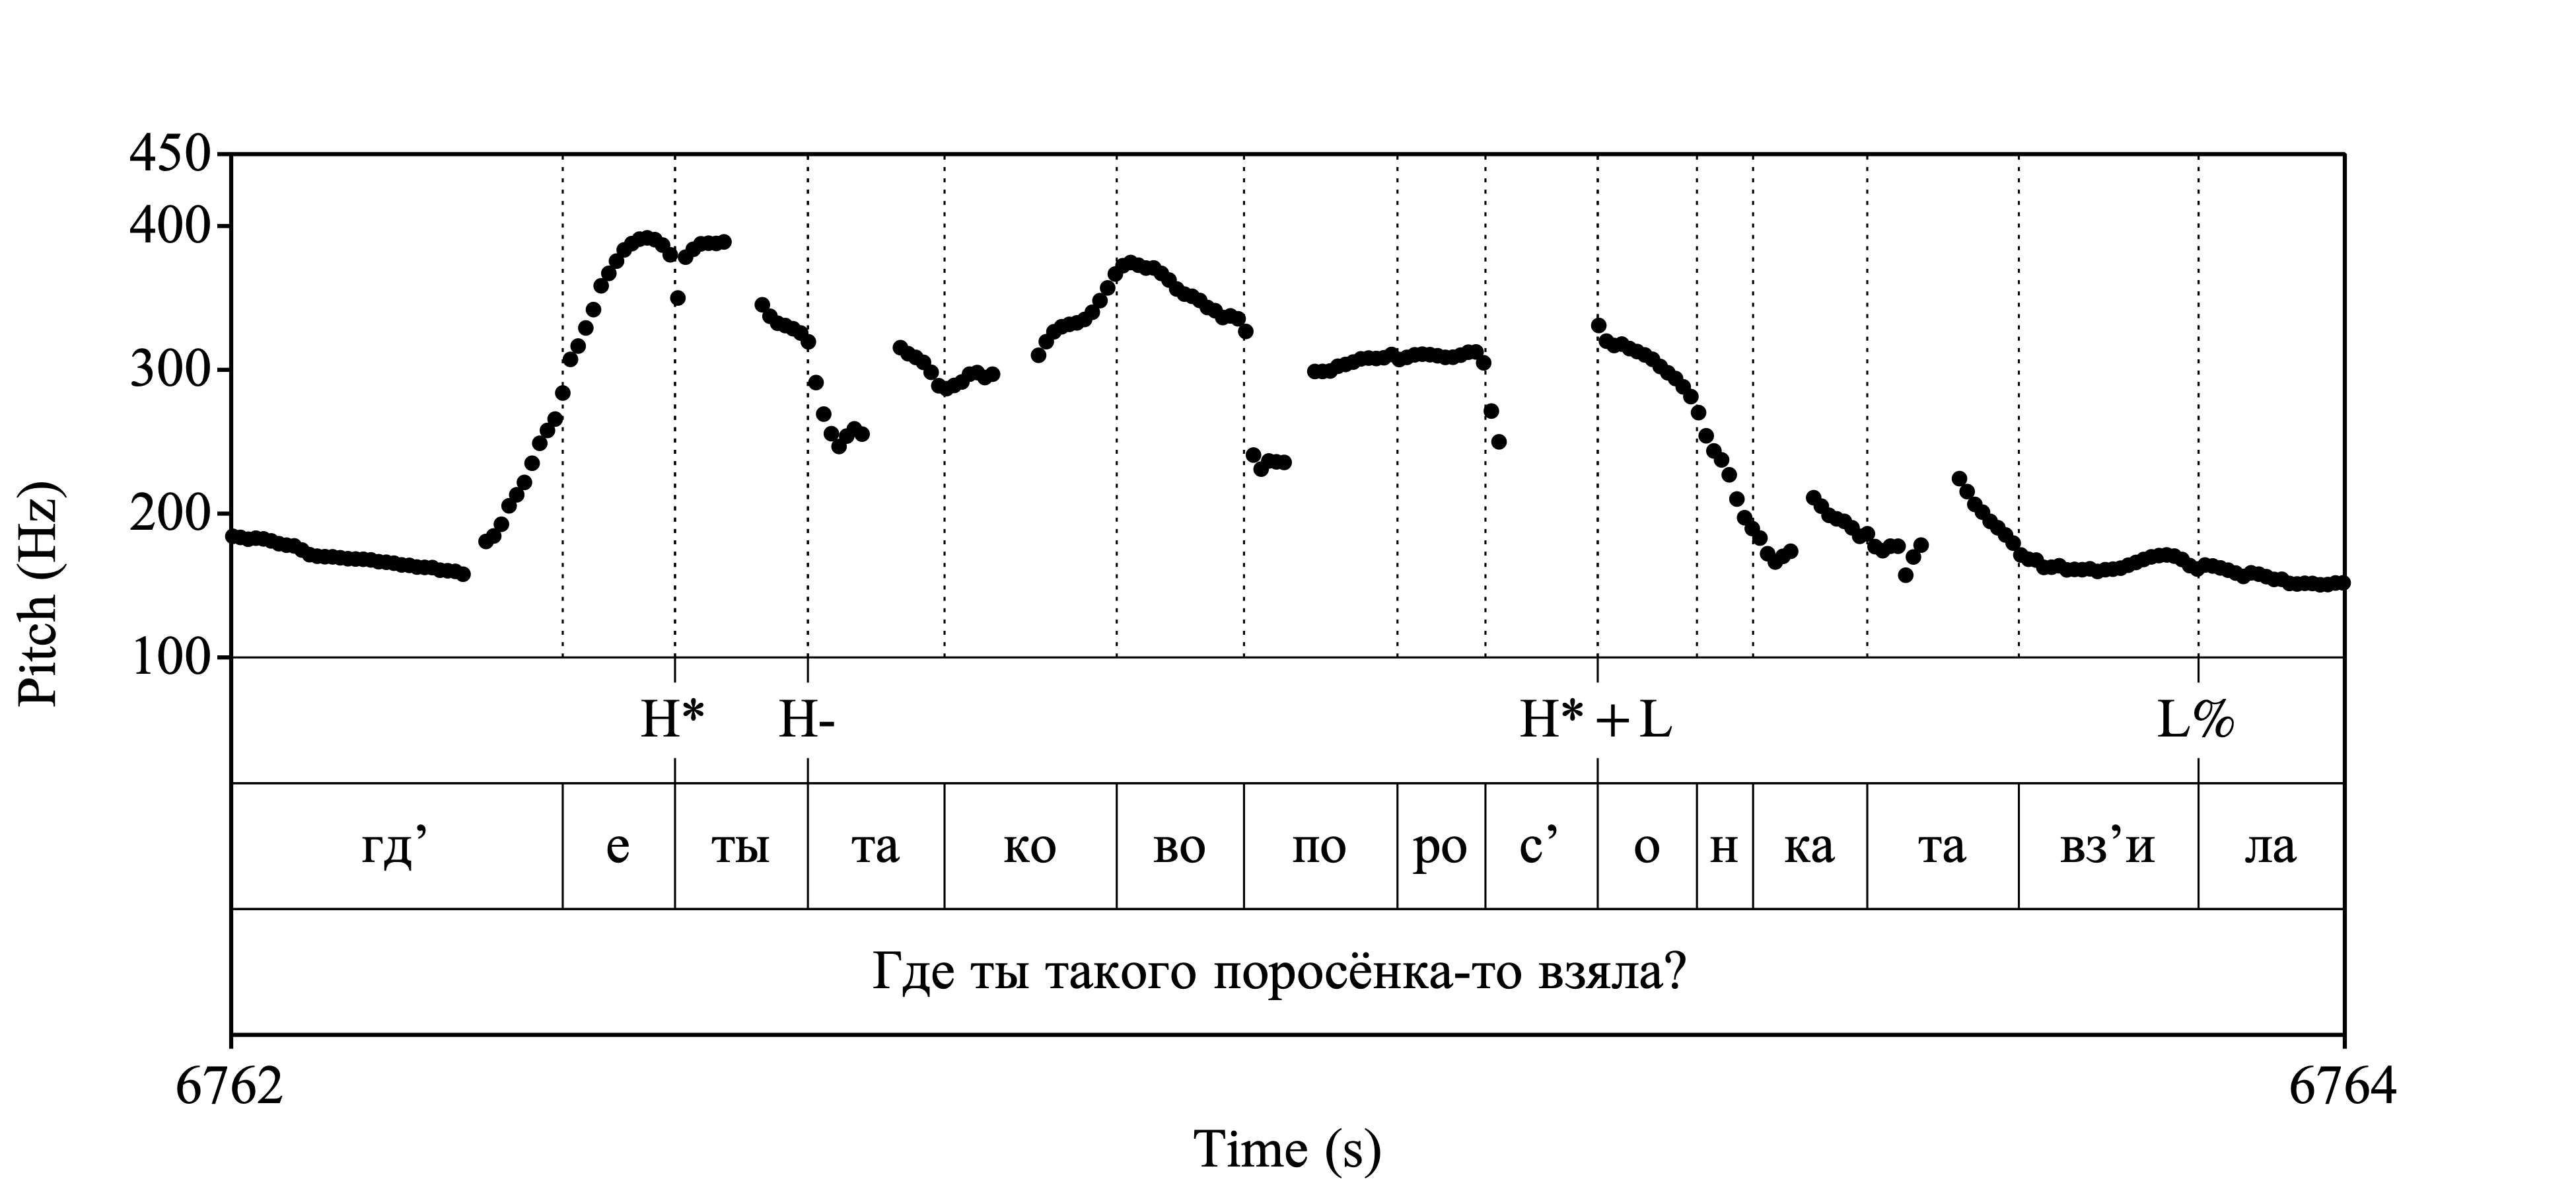 450
400
300
200
100
Pitch (Hz)
H* H- H* + L L%
гд’ е ты та ко во по ро с’ о н ка та вз’и ла
Где ты такого поросёнка-то взяла?
6762 6764
Time (s)